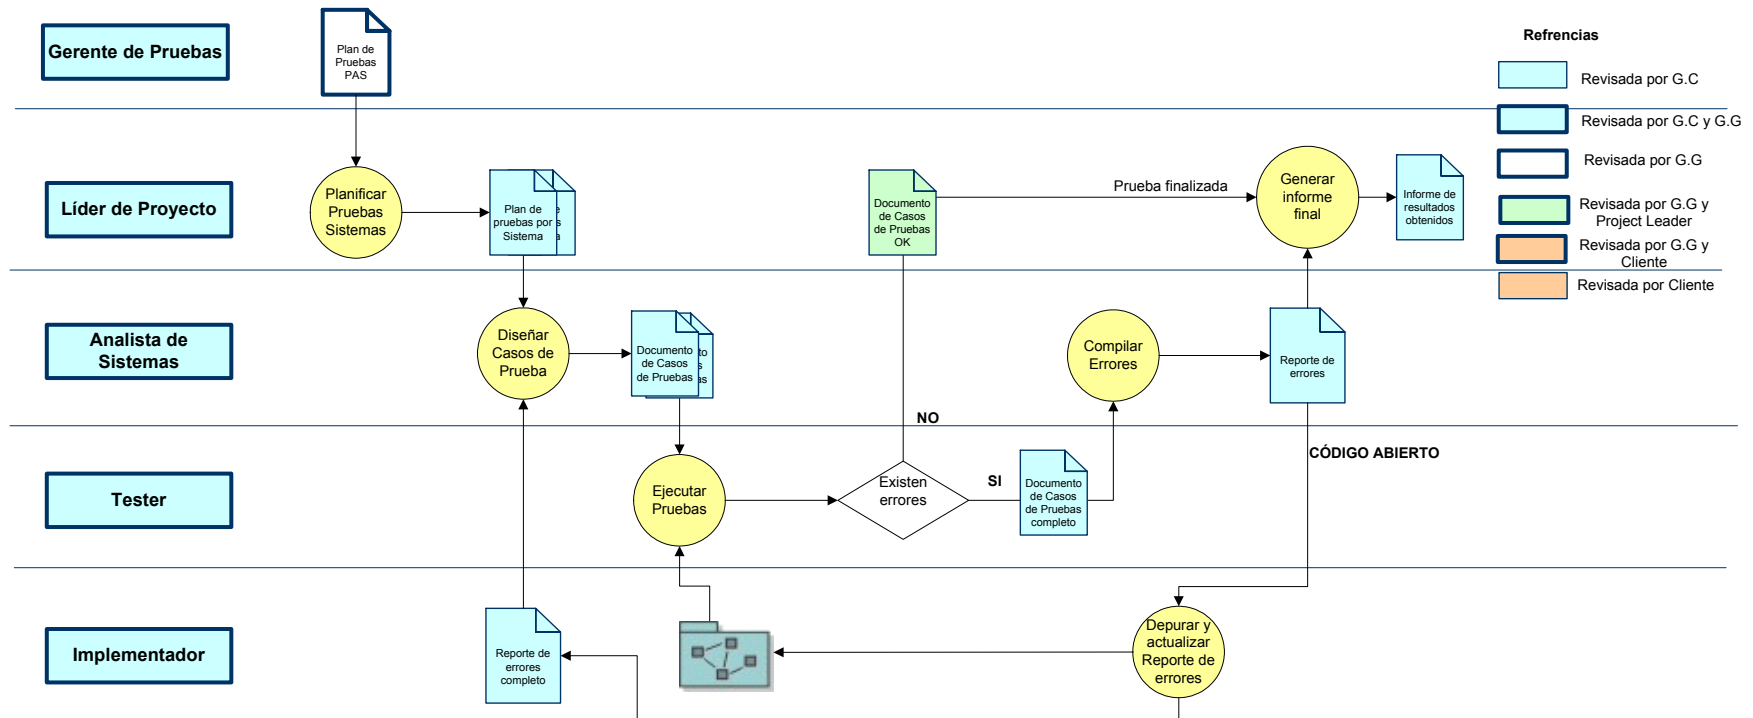 Gerente de Pruebas
Plan de
Pruebas
PAS
Refrencias
Revisada por G.C
Revisada por G.C y G.G
Revisada por G.G
Revisada por G.G y
Project Leader
Revisada por G.G y
Cliente
Revisada por Cliente
Líder de Proyecto
Planificar
Pruebas
Sistemas
Plan de
pruebas por
Sistema
e
s
a
Documento
de Casos
de Pruebas
OK
Prueba finalizada
Generar
informe
final
Informe de
resultados
obtenidos
Analista de
Sistemas
Diseñar
Casos de
Prueba
Documento
de Casos
de Pruebas
to
s
as
Compilar
Errores
Reporte de
errores
NO
CÓDIGO ABIERTO
Tester
Ejecutar
Pruebas
Existen
errores
SI
Documento
de Casos
de Pruebas
completo
Implementador
Reporte de
errores
completo
Depurar y
actualizar
Reporte de
errores